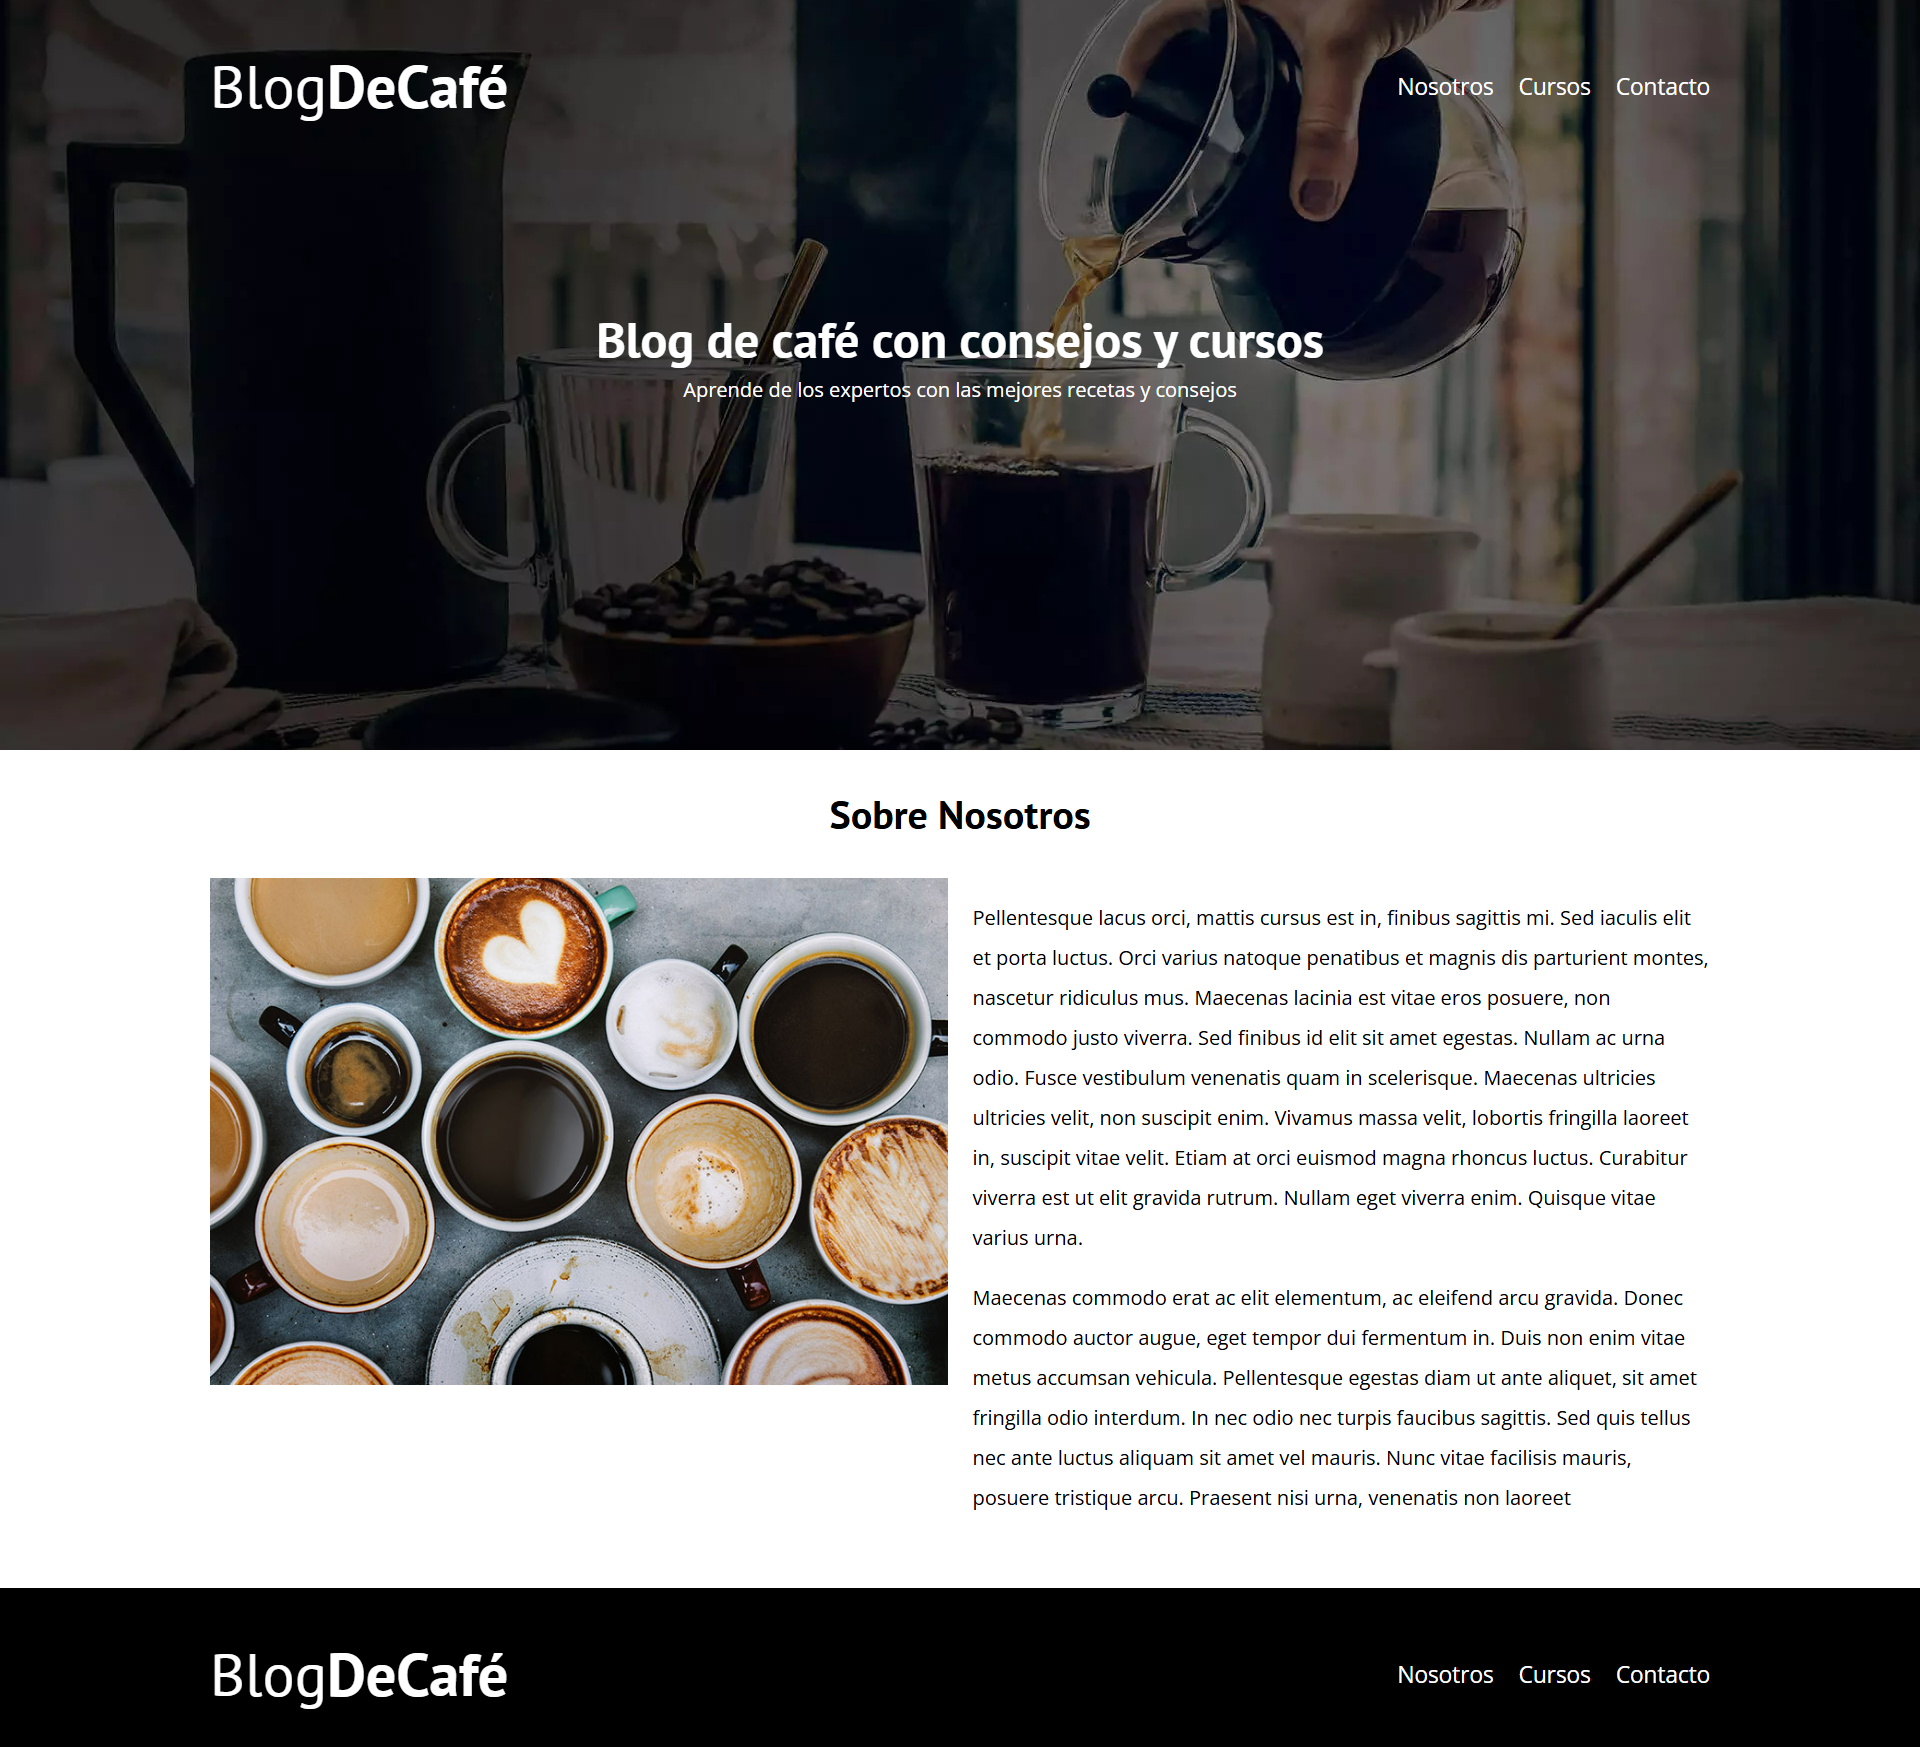 BlogDeCafé
Nosotros Cursos Contacto
Blog de café con consejos y cursos
Aprende de los expertos con las mejores recetas y consejos
Sobre Nosotros
Pellentesque lacus orci, mattis cursus est in, finibus sagittis mi. Sed iaculis elit
et porta luctus. Orci varius natoque penatibus et magnis dis parturient montes,
nascetur ridiculus mus. Maecenas lacinia est vitae eros posuere, non
commodo justo viverra. Sed finibus id elit sit amet egestas. Nullam ac urna
odio. Fusce vestibulum venenatis quam in scelerisque. Maecenas ultricies
ultricies velit, non suscipit enim. Vivamus massa velit, lobortis fringilla laoreet
in, suscipit vitae velit. Etiam at orci euismod magna rhoncus luctus. Curabitur
viverra est ut elit gravida rutrum. Nullam eget viverra enim. Quisque vitae
varius urna.
Maecenas commodo erat ac elit elementum, ac eleifend arcu gravida. Donec
commodo auctor augue, eget tempor dui fermentum in. Duis non enim vitae
metus accumsan vehicula. Pellentesque egestas diam ut ante aliquet, sit amet
fringilla odio interdum. In nec odio nec turpis faucibus sagittis. Sed quis tellus
nec ante luctus aliquam sit amet vel mauris. Nunc vitae facilisis mauris,
posuere tristique arcu. Praesent nisi urna, venenatis non laoreet
BlogDeCafé
Nosotros Cursos Contacto